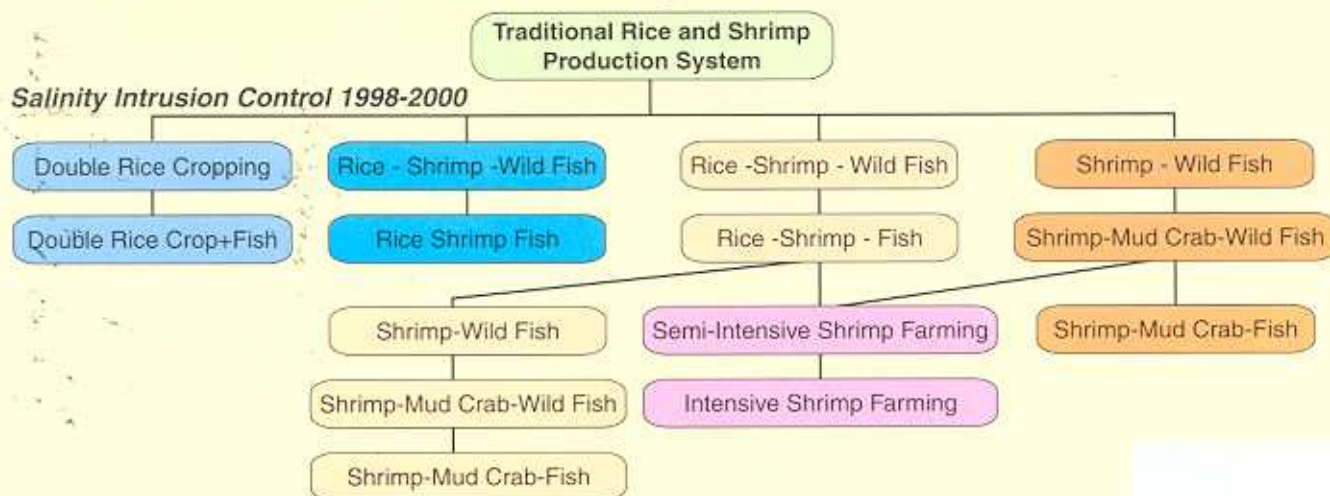 Traditional Rice and Shrimp
Production System
Salinity Intrusion Control 1998-2000
Double Rice Cropping
Rice - Shrimp -Wild Fish
Rice -Shrimp - Wild Fish
Shrimp - Wild Fish
Double Rice Crop+Fish
Rice Shrimp Fish
Rice -Shrimp - Fish
Shrimp-Mud Crab-Wild Fish
Shrimp-Wild Fish
Semi-Intensive Shrimp Farming
Shrimp-Mud Crab-Fish
Shrimp-Mud Crab-Wild Fish
Intensive Shrimp Farming
Shrimp-Mud Crab-Fish